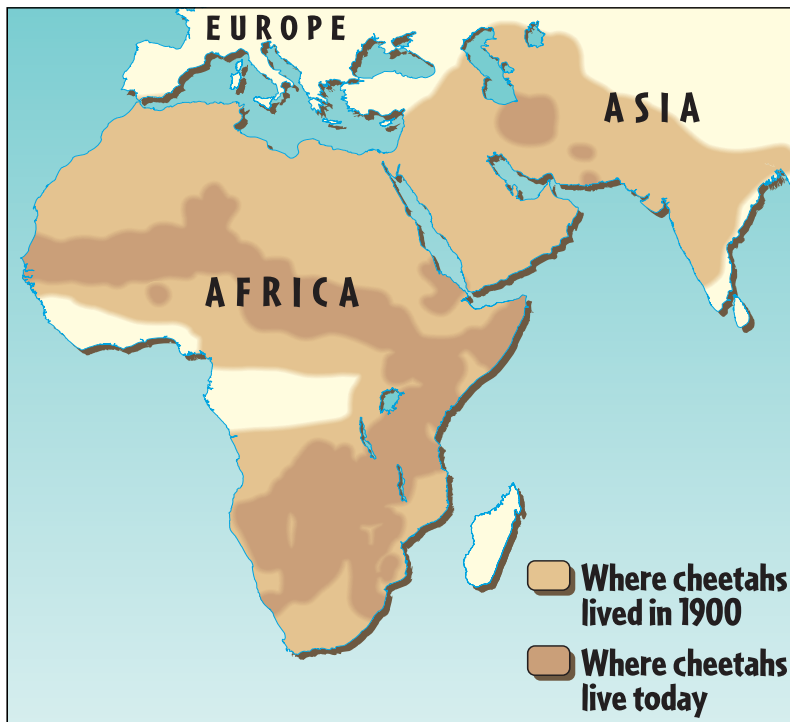 EUROPE
ASIA
AFRICA
Where cheetahs
lived in 1900
Where cheetahs
live today